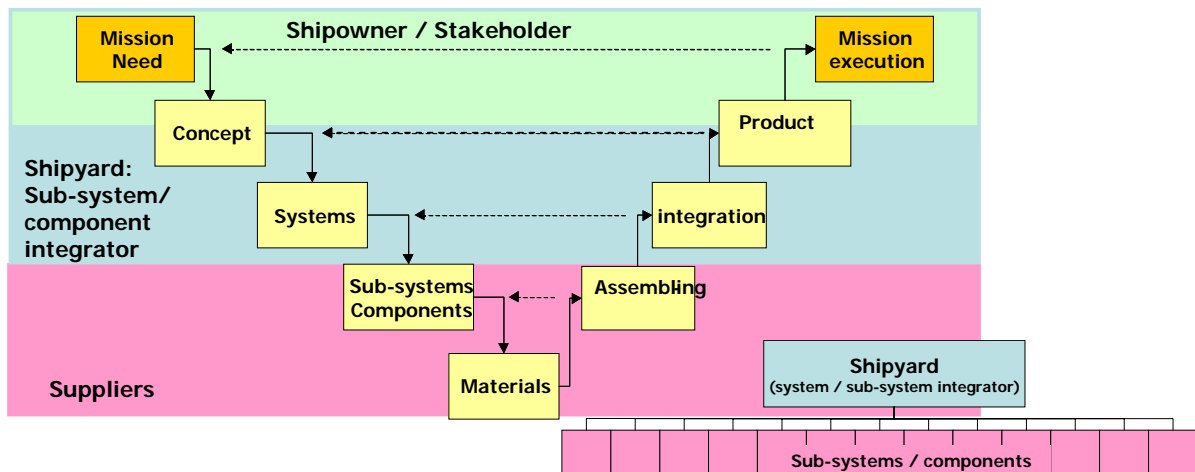 Shipowner / Stakeholder
Mission
Need
Mission
execution
Concept
Product
Shipyard:
Sub-system/
component
integrator
Systems
integration
Sub-systems
Components
Assembling
Materials
Suppliers
Shipyard
(system / sub-system integrator)
Sub-systems / components